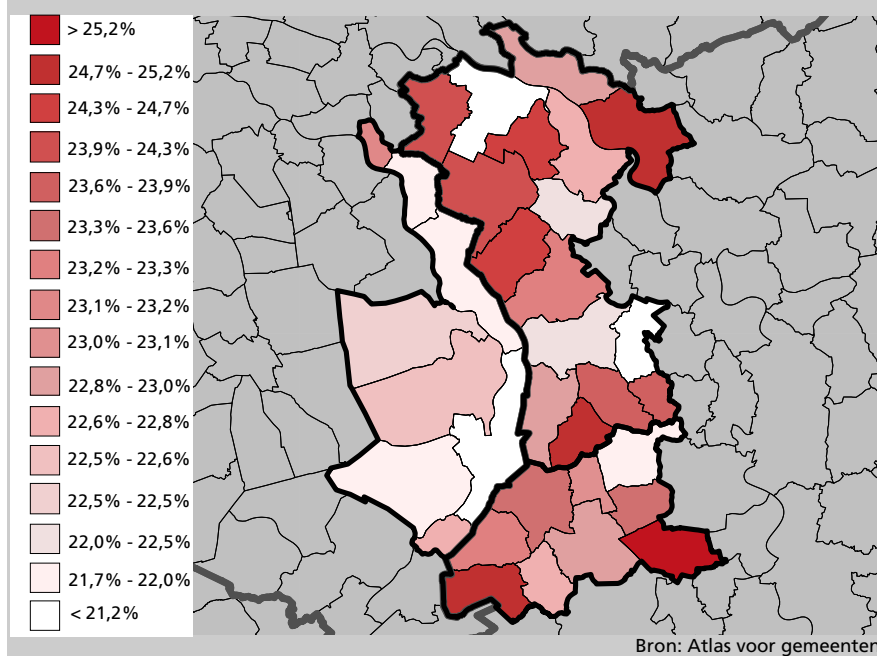 > 25,2%
24,7% - 25,2%
24,3% - 24,7%
23,9% - 24,3%
23,6% - 23,9%
23,3% - 23,6%
23,2% - 23,3%
23,1% - 23,2%
23,0% - 23,1%
22,8% - 23,0%
22,6% - 22,8%
22,5% - 22,6%
22,5% - 22,5%
22,0% - 22,5%
21,7% - 22,0%
< 21,2%
Bron: Atlas voor gemeenten